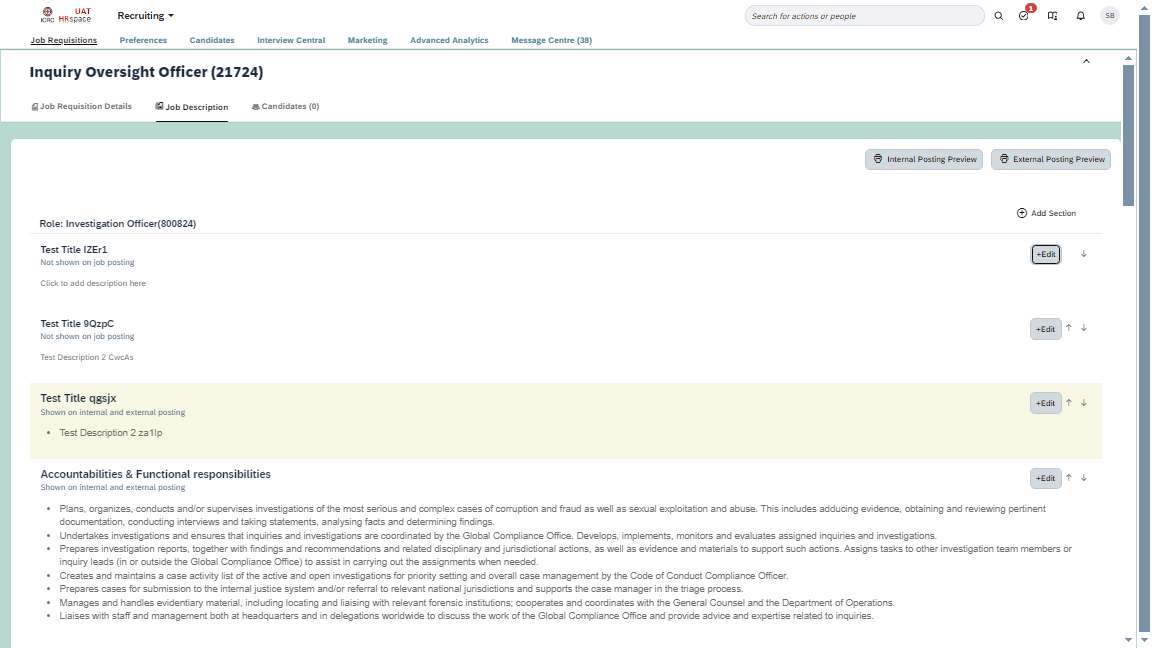 ICRC UAT HRspace
Recruiting
Search for actions or people
1
SB
Job Requisitions Preferences Candidates Interview Central Marketing Advanced Analytics Message Centre (38)
Inquiry Oversight Officer (21724)
Job Requisition Details Job Description Candidates (0)
Internal Posting Preview External Posting Preview
Add Section
Role: Investigation Officer(800824)
Test Title IZEr1
+Edit
Not shown on job posting
Click to add description here
Test Title 9QzpC
+Edit
Not shown on job posting
Test Description 2 CwcAs
Test Title qgsjx
+Edit
Shown on internal and external posting
• Test Description 2 za1lp
Accountabilities & Functional responsibilities
+Edit
Shown on internal and external posting
• Plans, organizes, conducts and/or supervises investigations of the most serious and complex cases of corruption and fraud as well as sexual exploitation and abuse. This includes adducing evidence, obtaining and reviewing pertinent
documentation, conducting interviews and taking statements, analysing facts and determining findings.
• Undertakes investigations and ensures that inquiries and investigations are coordinated by the Global Compliance Office. Develops, implements, monitors and evaluates assigned inquiries and investigations.
• Prepares investigation reports, together with findings and recommendations and related disciplinary and jurisdictional actions, as well as evidence and materials to support such actions. Assigns tasks to other investigation team members or
inquiry leads (in or outside the Global Compliance Office) to assist in carrying out the assignments when needed.
• Creates and maintains a case activity list of the active and open investigations for priority setting and overall case management by the Code of Conduct Compliance Officer.
• Prepares cases for submission to the internal justice system and/or referral to relevant national jurisdictions and supports the case manager in the triage process.
• Manages and handles evidentiary material, including locating and liaising with relevant forensic institutions; cooperates and coordinates with the General Counsel and the Department of Operations.
• Liaises with staff and management both at headquarters and in delegations worldwide to discuss the work of the Global Compliance Office and provide advice and expertise related to inquiries.